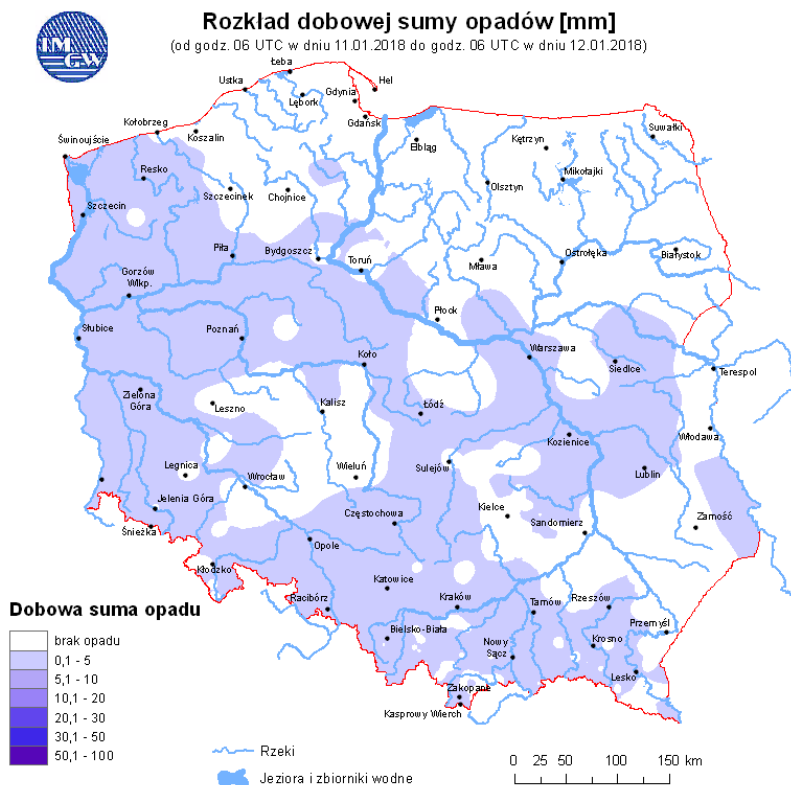 Rozkład dobowej sumy opadów [mm]
(od godz. 06 UTC w dniu 11.01.2018 do godz. 06 UTC w dniu 12.01.2018)
IM
GW
Łeba
Ustka
Hel
Lębork
Gdynia
Gdańsk
Kołobrzeg
Koszalin
Świnoujście
Elbląg
Kętrzyn
Suwałki
Resko
Szczecinek
Chojnice
Olsztyn
Mikołajki
Szczecin
Piła
Bydgoszcz
Toruń
Mława
Ostrołęka
Białystok
Gorzów
Wlkp.
Płock
Słubice
Poznań
Koło
Warszawa
Siedlce
Terespol
Zielona
Góra
Leszno
Kalisz
Łódź
Kozienice
Włodawa
Legnica
Wrocław
Wieluń
Sulejów
Lublin
Jelenia Góra
Częstochowa
Kielce
Sandomierz
Zamość
Śnieżka
Opole
Kłodzko
Katowice
Racibórz
Kraków
Tarnów
Rzeszów
Przemyśl
Bielsko-Biała
Nowy
Sącz
Krosno
Lesko
Zakopane
Kasprowy Wierch
Dobowa suma opadu
brak opadu
0,1 - 5
5,1 - 10
10,1 - 20
20,1 - 30
30,1 - 50
50,1 - 100
Rzeki
Jeziora i zbiorniki wodne
0 25 50 100 150 km